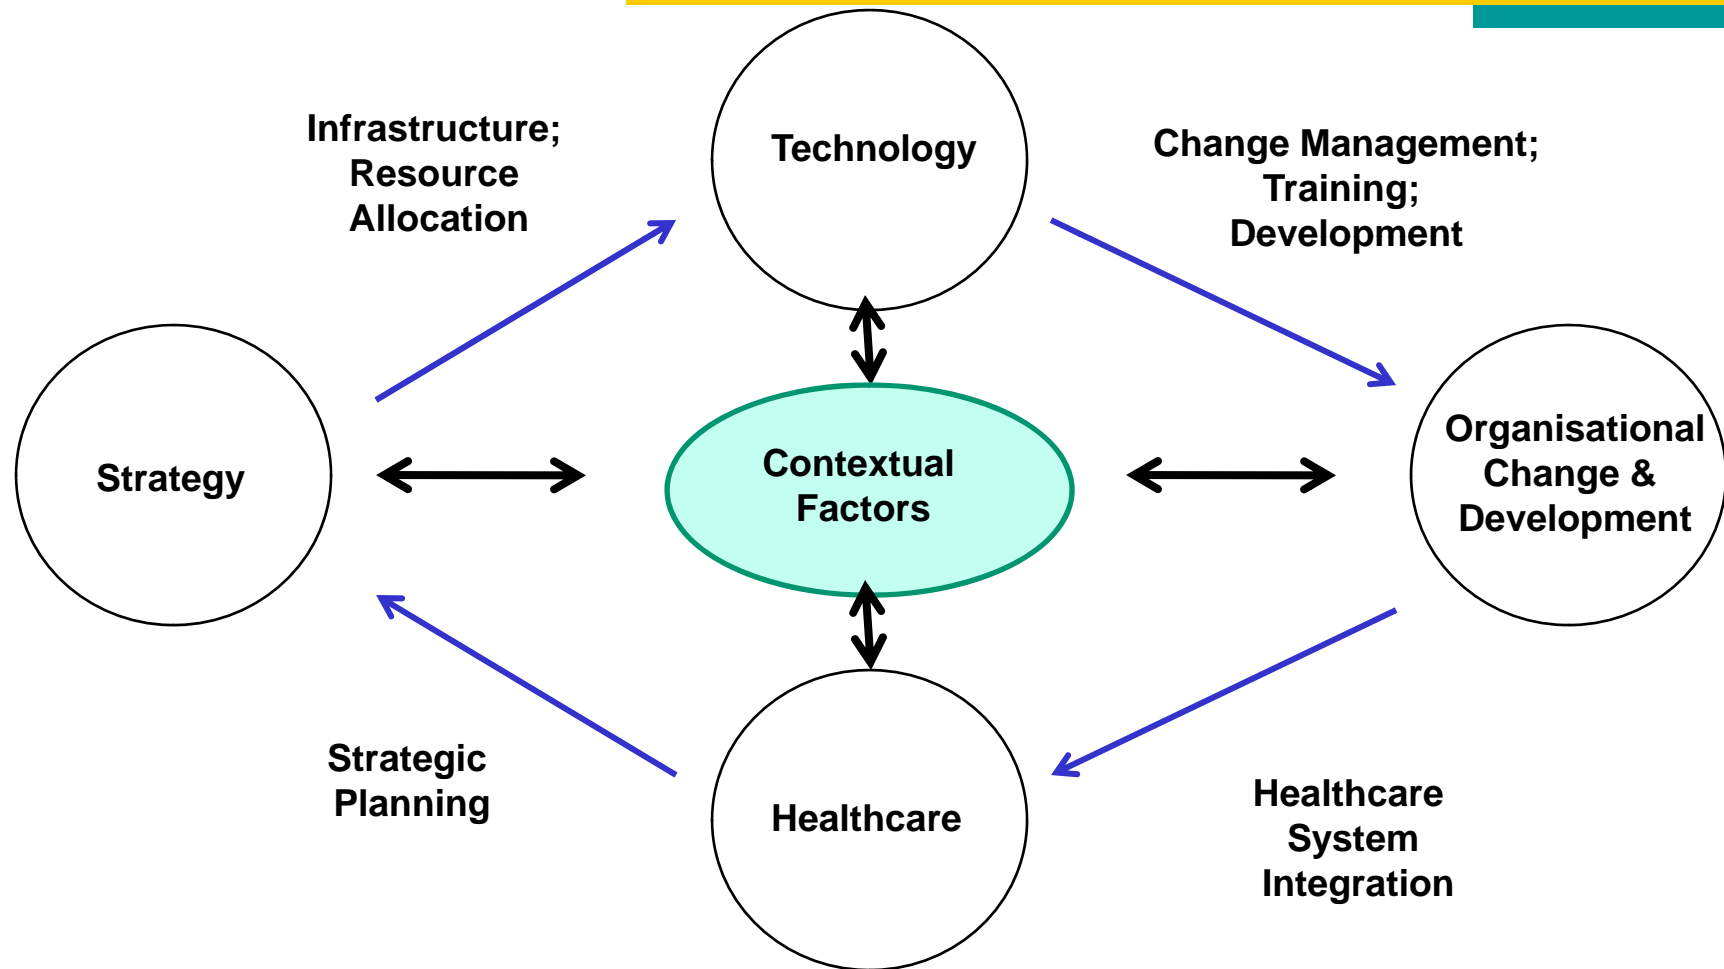 Infrastructure;
Resource
Allocation
Technology
Change Management;
Training;
Development
Strategy
Contextual
Factors
Organisational
Change &
Development
Strategic
Planning
Healthcare
Healthcare
System
Integration